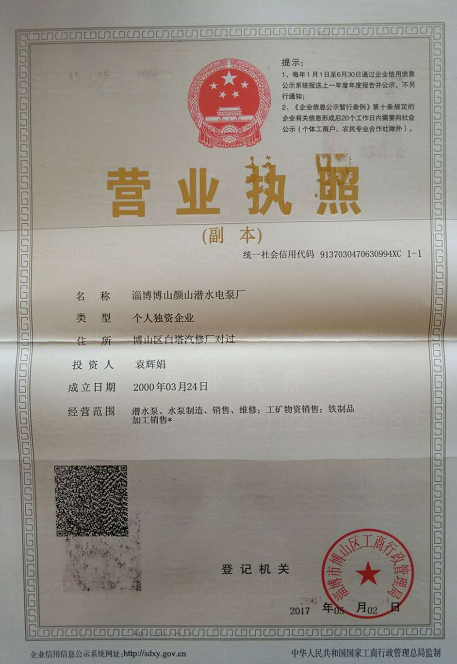 提示：
1、每年1月1日至6月30日通过企业信用信息
公示系统报送上一年度年度报告并公示，不另
行通知；
2、《企业信息公示暂行条例》第十条规定的
企业有关信息形成后20个工作日内需要向社会
公示（个体工商户、农民专业合作社除外）。
营业执照
(副 本)
统一社会信用代码 9137030470630994XC 1-1
名 称 淄博博山颜山潜水电泵厂
类 型 个人独资企业
住 所 博山区白塔汽修厂对过
投 资 人 袁辉娟
成立日期 2000年03月24日
经营范围 潜水泵、水泵制造、销售、维修；工矿物资销售；铁制品
加工销售*
登记机关
淄博市博山区工商行政管理局
2017 年 05 月 02 日
企业信用信息公示系统网址:http://sdxy.gov.cn
中华人民共和国国家工商行政管理总局监制